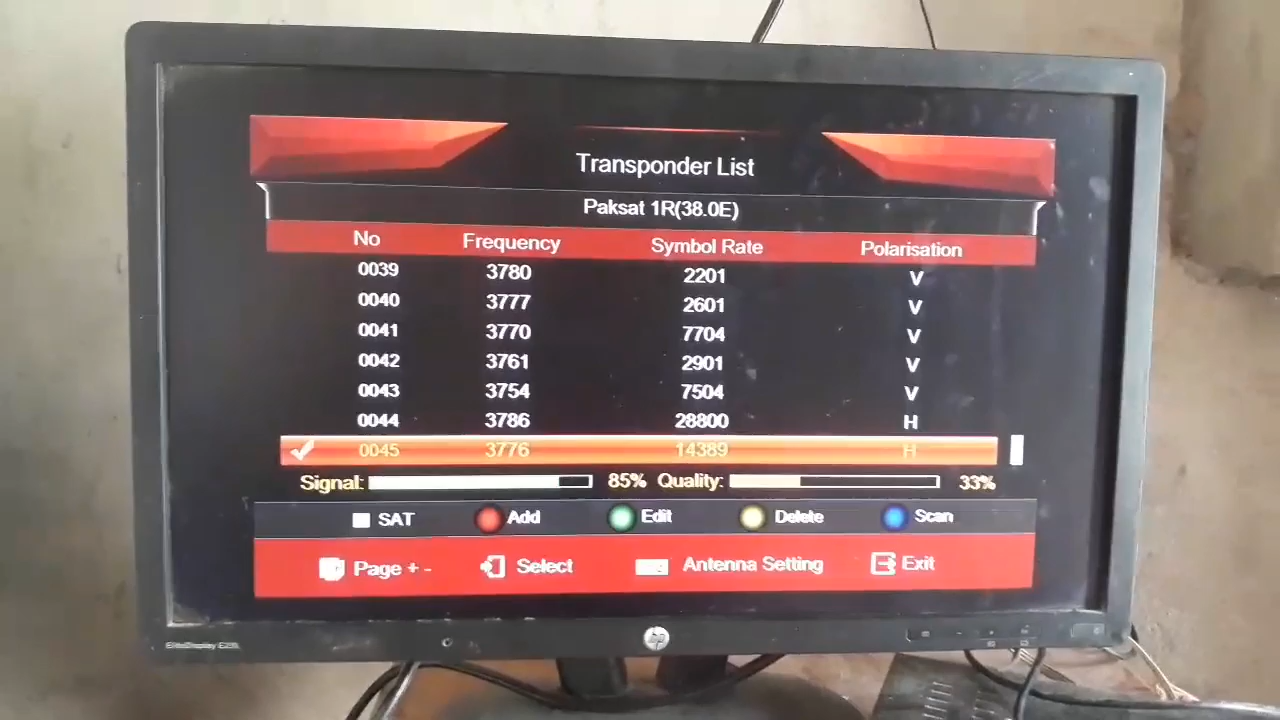 Transponder List
Paksat 1R(38.0E)
No Frequency Symbol Rate Polarisation
0039 3780 2201 V
0040 3777 2601 V
0041 3770 7704 V
0042 3761 2901 V
0043 3754 7504 V
0044 3786 28800 H
0045 3776 14389 H
Signal: 85% Quality: 33%
SAT Add Edit Delete Scan
Page + - Select Antenna Setting Exit
hp